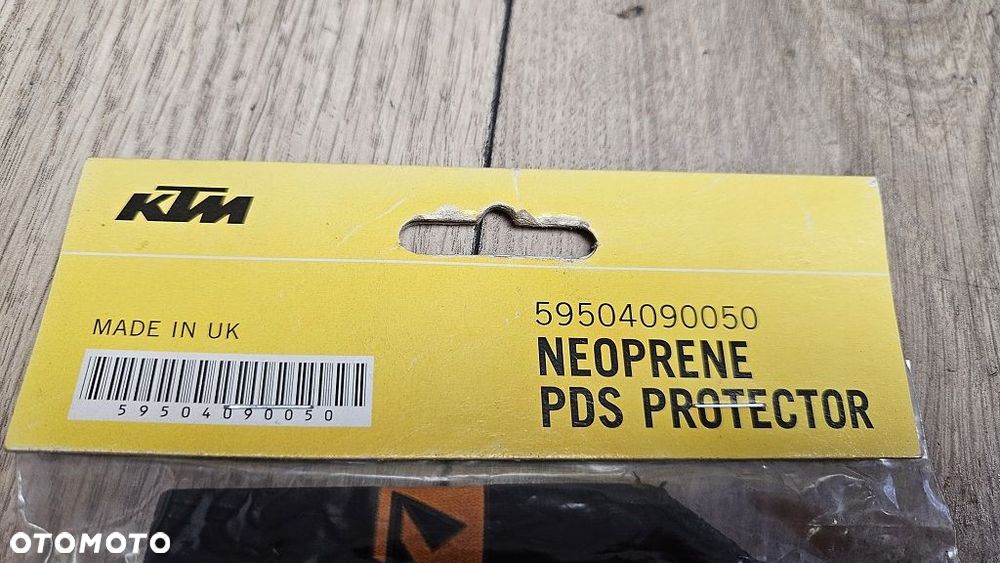 KTM
MADE IN UK
59504090050
59504090050
NEOPRENE
PDS PROTECTOR
OTOMOTO